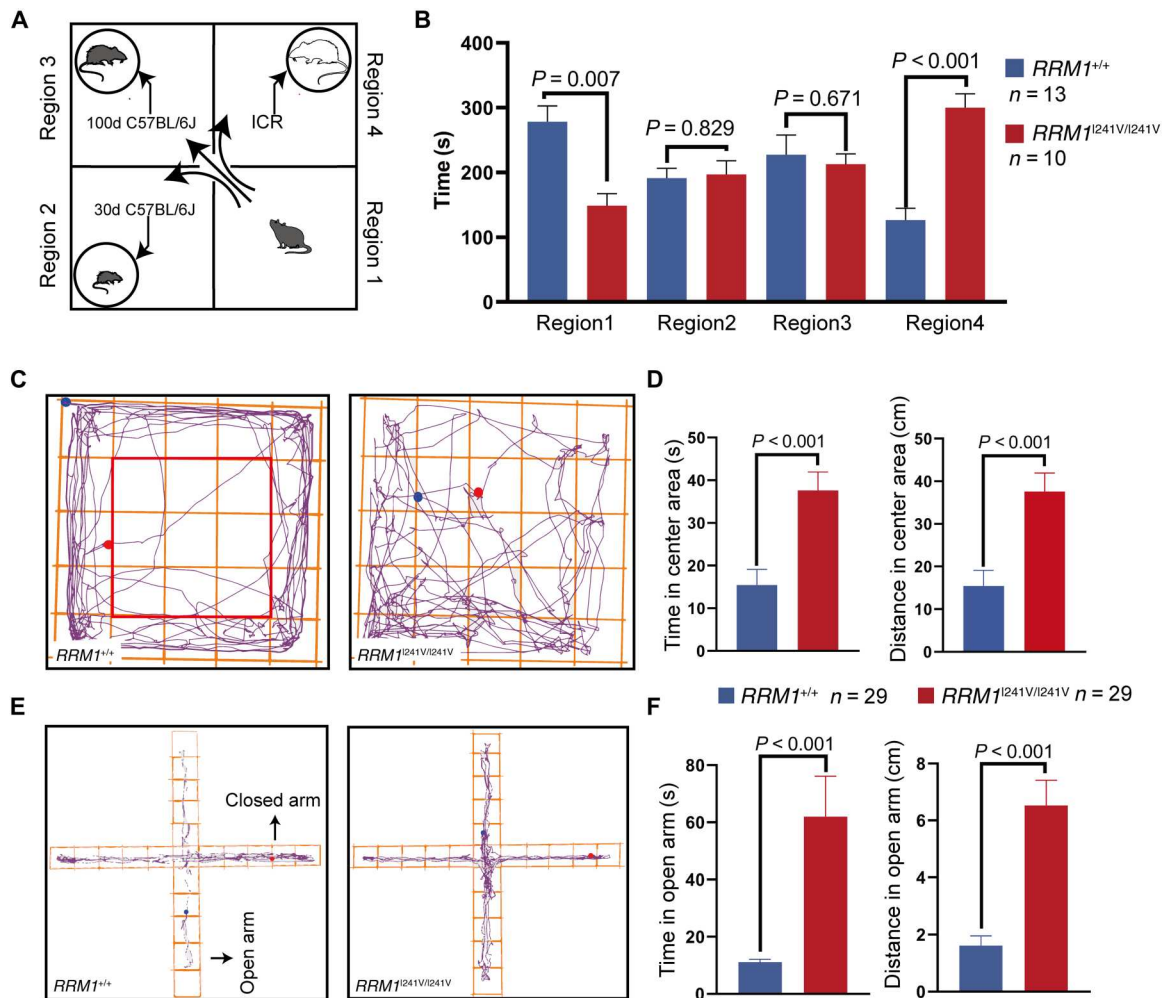 A
Region 3
Region 4
100d C57BL/6J
ICR
Region 2
30d C57BL/6J
Region 1
B
Time (s)
400
300
200
100
0
P = 0.007
P = 0.829
P = 0.671
P < 0.001
Region1
Region2
Region3
Region4
RRM1+/+
n = 13
RRM1I241V/I241V
n = 10
C
RRM1+/+
RRM1I241V/I241V
D
Time in center area (s)
50
40
30
20
10
0
P < 0.001
Distance in center area (cm)
50
40
30
20
10
0
P < 0.001
RRM1+/+ n = 29
RRM1I241V/I241V n = 29
E
Closed arm
Open arm
RRM1+/+
RRM1I241V/I241V
F
Time in open arm (s)
80
60
40
20
0
P < 0.001
Distance in open arm (cm)
8
6
4
2
0
P < 0.001